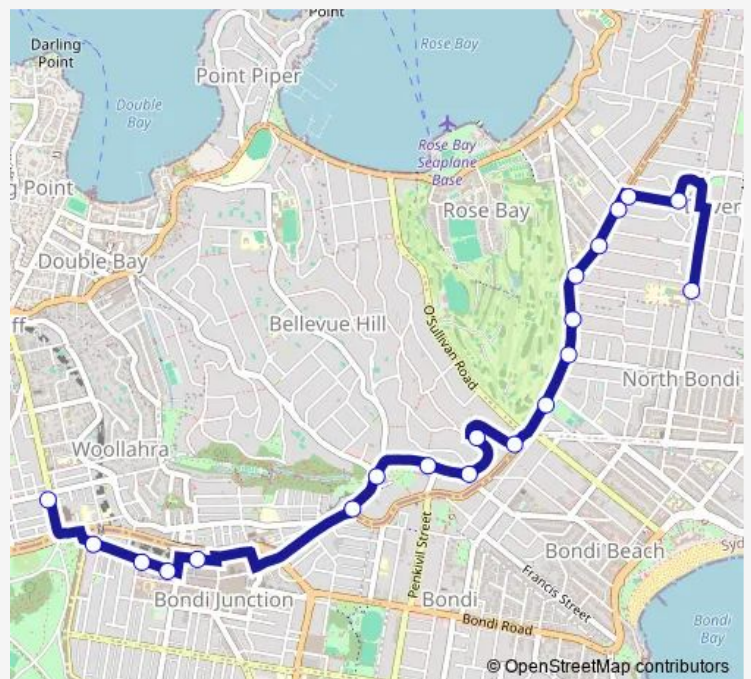 Point
Darling
Point
Point Piper
Rose Bay
Double
Bay
Rose Bay
Seaplane
Base
g Point
Rose Bay
ver
Double Bay
ff
Bellevue Hill
O'Sullivan Road
North Bondi
Woollahra
Penkivil Street
Bondi Beach
Syd
Francis Street
Bondi Junction
Bondi
Bondi Road
Bondi
Bay
© OpenStreetMap contributors